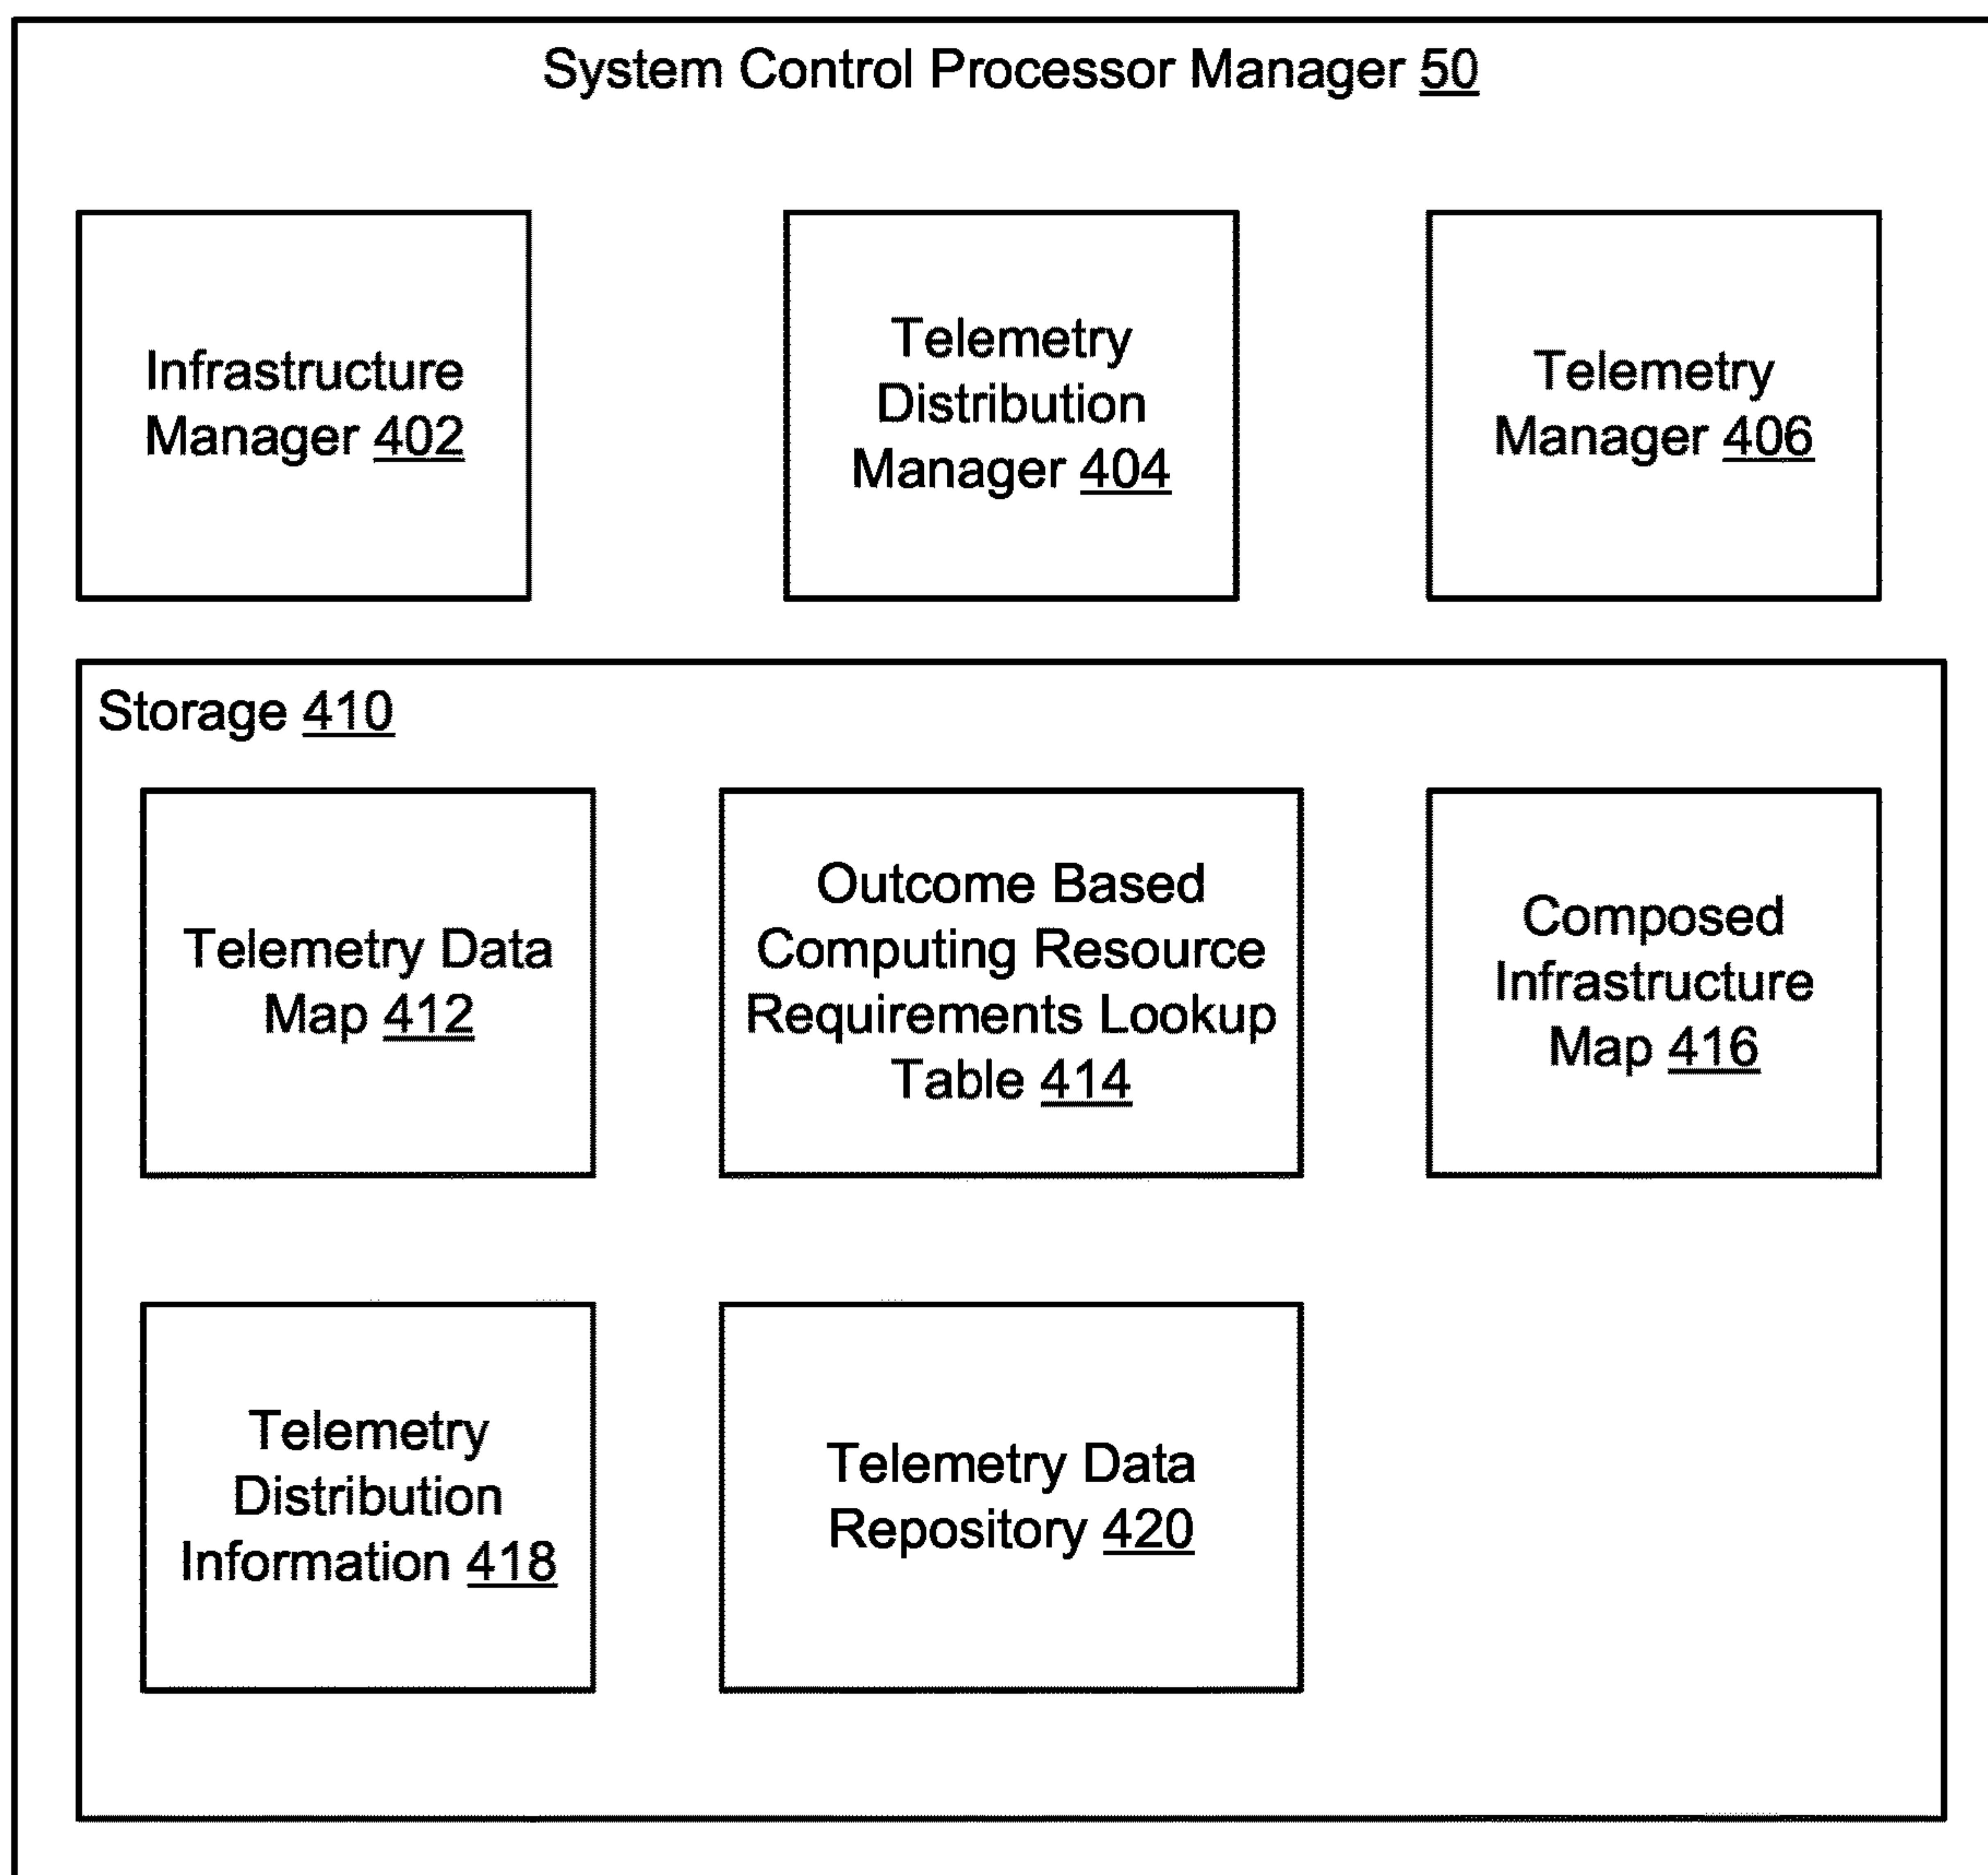 System Control Processor Manager 50
Infrastructure
Manager 402
Telemetry
Distribution
Manager 404
Telemetry
Manager 406
Storage 410
Telemetry Data
Map 412
Outcome Based
Computing Resource
Requirements Lookup
Table 414
Composed
Infrastructure
Map 416
Telemetry
Distribution
Information 418
Telemetry Data
Repository 420